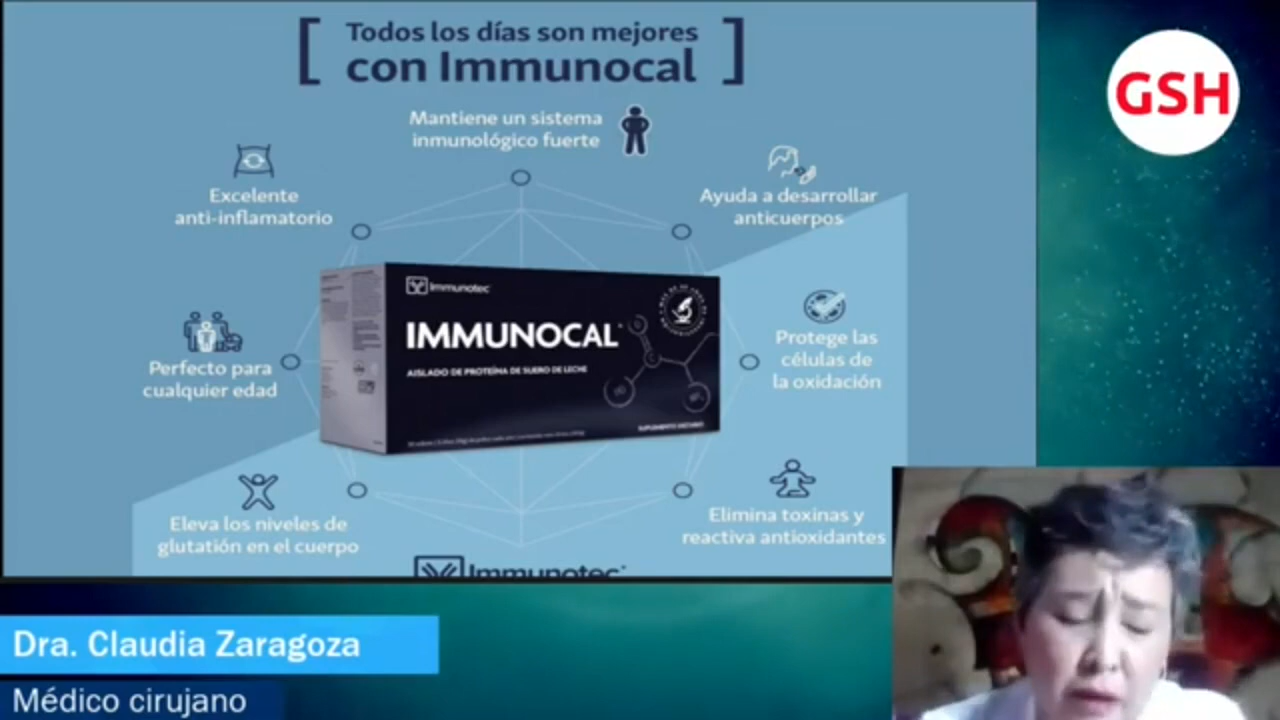 Todos los días son mejores
con Immunocal
GSH
Mantiene un sistema
inmunológico fuerte
Excelente
anti-inflamatorio
Ayuda a desarrollar
anticuerpos
Immunotec
IMMUNOCAL
AISLADO DE PROTEÍNA DE SUERO DE LECHE
SUPLEMENTO
Perfecto para
cualquier edad
Protege las
células de
la oxidación
Eleva los niveles de
glutatión en el cuerpo
Elimina toxinas y
reactiva antioxidantes
Immunotec
Dra. Claudia Zaragoza
Médico cirujano